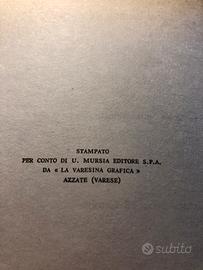 STAMPATO
PER CONTO DI U. MURSIA EDITORE S.P.A.
DA « LA VARESINA GRAFICA »
AZZATE (VARESE)
subito